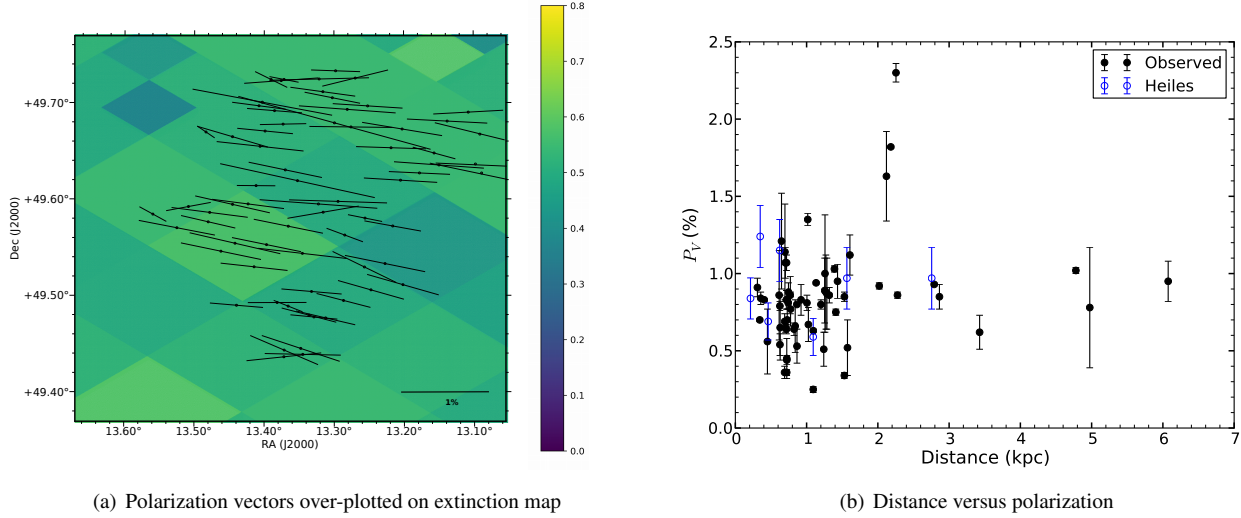 0.8
0.7
0.6
0.5
0.4
0.3
0.2
0.1
0.0
+49.70°
+49.60°
+49.50°
+49.40°
Dec (J2000)
1%
13.60° 13.50° 13.40° 13.30° 13.20° 13.10°
RA (J2000)
(a) Polarization vectors over-plotted on extinction map
2.5
2.0
1.5
1.0
0.5
0.0
P_V (%)
Observed
Heiles
0 1 2 3 4 5 6 7
Distance (kpc)
(b) Distance versus polarization